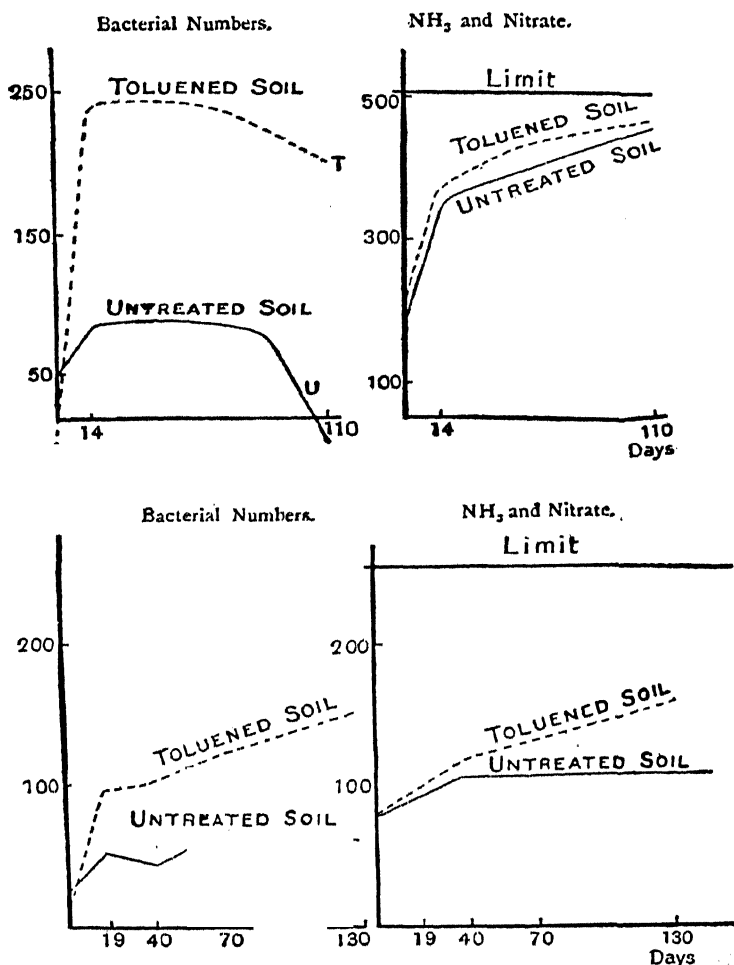 Bacterial Numbers.
NH₃ and Nitrate.
250
TOLUENED SOIL
T
150
UNTREATED SOIL
50
U
14
110
Limit
500
TOLUENED SOIL
UNTREATED SOIL
300
100
14
110
Days
Bacterial Numbers.
NH₃ and Nitrate.
200
TOLUENED SOIL
100
UNTREATED SOIL
19 40 70 130
Limit
200
TOLUENED SOIL
UNTREATED SOIL
100
19 40 70 130
Days